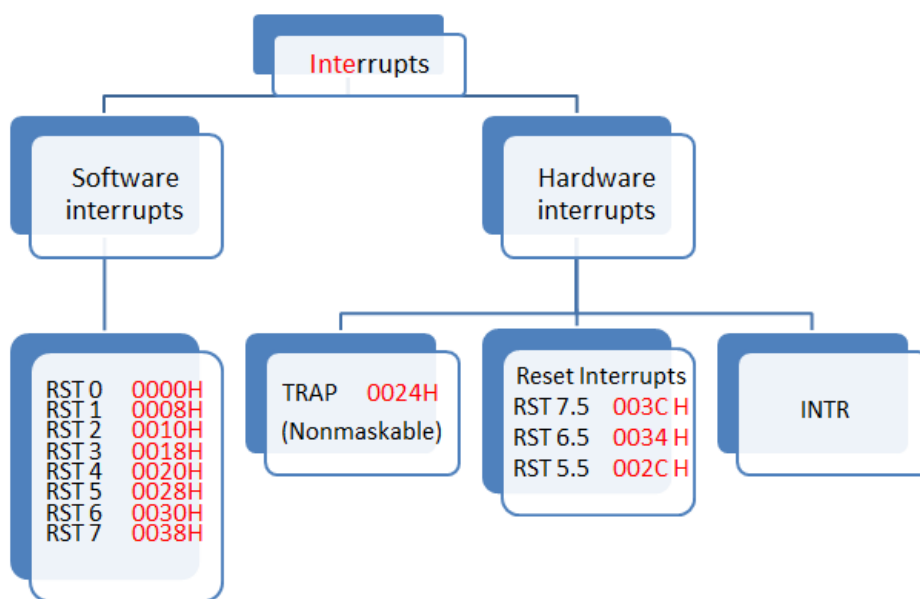 Interrupts
Software
interrupts
Hardware
interrupts
RST 0 0000H
RST 1 0008H
RST 2 0010H
RST 3 0018H
RST 4 0020H
RST 5 0028H
RST 6 0030H
RST 7 0038H
TRAP 0024H
(Nonmaskable)
Reset Interrupts
RST 7.5 003C H
RST 6.5 0034 H
RST 5.5 002C H
INTR